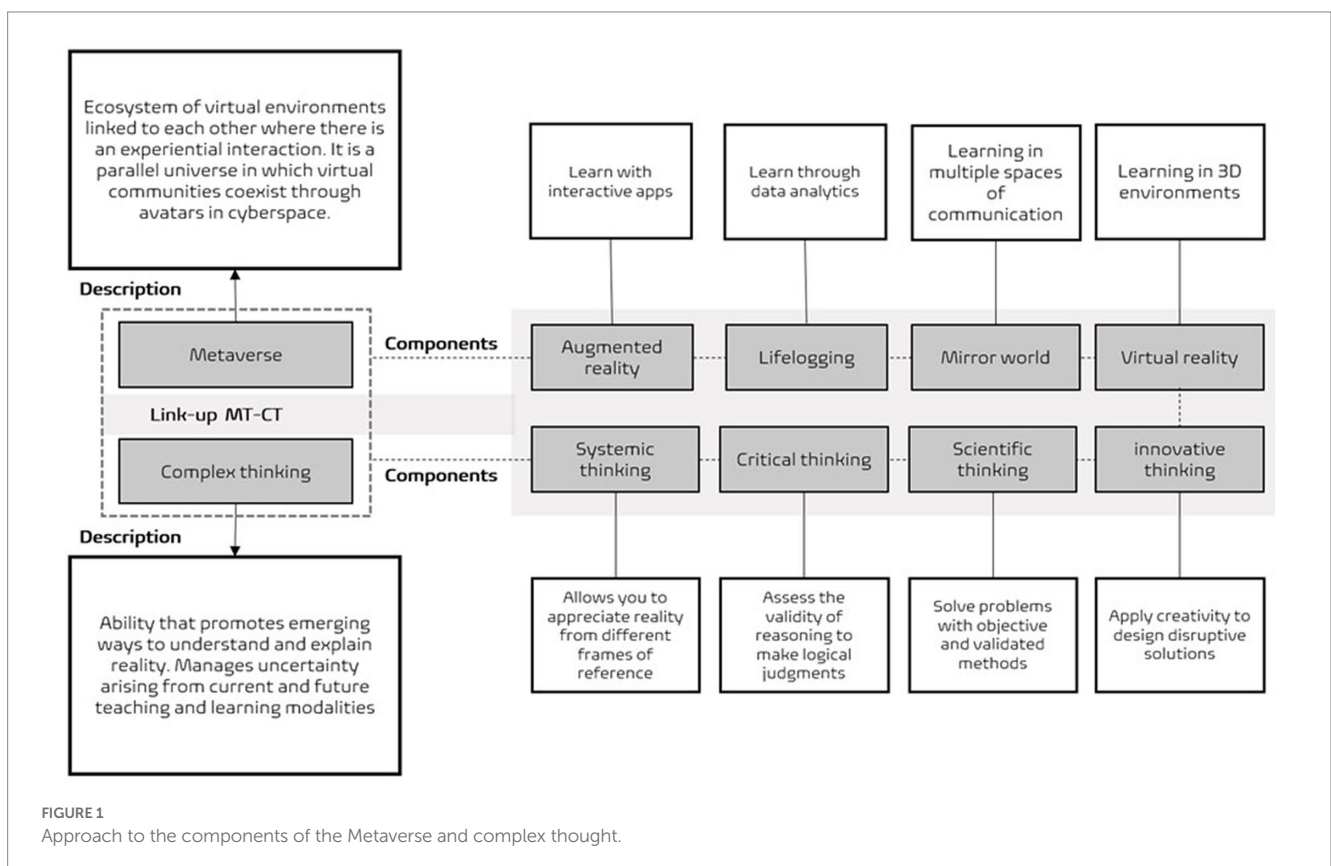 Ecosystem of virtual environments
linked to each other where there is
an experiential interaction. It is a
parallel universe in which virtual
communities coexist through
avatars in cyberspace.
Learn with
interactive apps
Learn through
data analytics
Learning in
multiple spaces
of
communication
Learning in 3D
environments
Description
Metaverse
Components
Augmented
reality
Lifelogging
Mirror world
Virtual reality
Link-up MT-CT
Complex thinking
Components
Systemic
thinking
Critical thinking
Scientific
thinking
innovative
thinking
Description
Ability that promotes emerging
ways to understand and explain
reality. Manages uncertainty
arising from current and future
teaching and learning modalities
Allows you to
appreciate reality
from different
frames of
reference
Assess the
validity of
reasoning to
make logical
judgments
Solve problems
with objective
and validated
methods
Apply creativity to
design disruptive
solutions
FIGURE 1
Approach to the components of the Metaverse and complex thought.